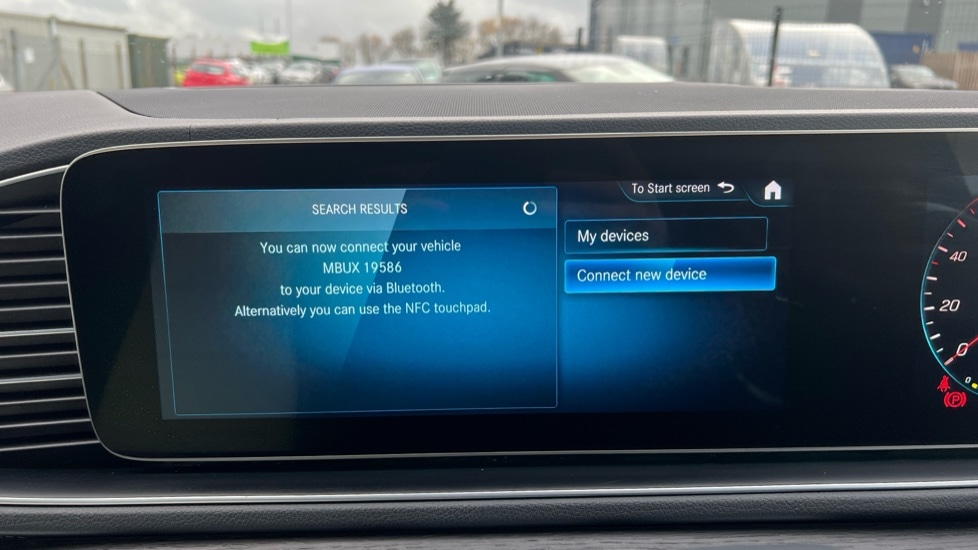 To Start screen
SEARCH RESULTS
You can now connect your vehicle
MBUX 19586
to your device via Bluetooth.
Alternatively you can use the NFC touchpad.
My devices
Connect new device
40
20
0
0
P